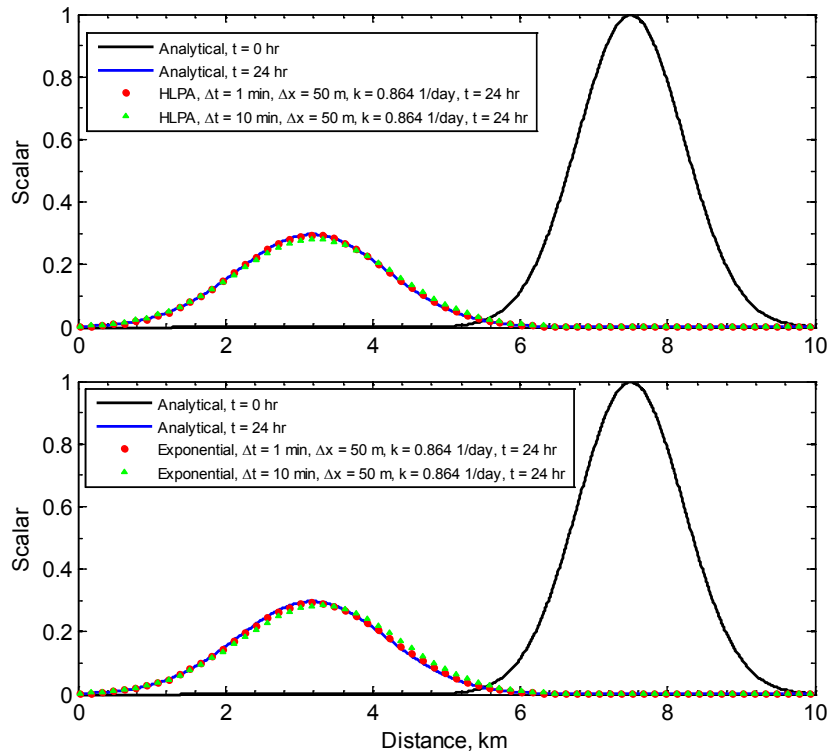 1
0.8
0.6
0.4
0.2
0
Scalar
Analytical, t = 0 hr
Analytical, t = 24 hr
HLPA, Δt = 1 min, Δx = 50 m, k = 0.864 1/day, t = 24 hr
HLPA, Δt = 10 min, Δx = 50 m, k = 0.864 1/day, t = 24 hr
0 2 4 6 8 10
1
0.8
0.6
0.4
0.2
0
Scalar
Analytical, t = 0 hr
Analytical, t = 24 hr
Exponential, Δt = 1 min, Δx = 50 m, k = 0.864 1/day, t = 24 hr
Exponential, Δt = 10 min, Δx = 50 m, k = 0.864 1/day, t = 24 hr
0 2 4 6 8 10
Distance, km